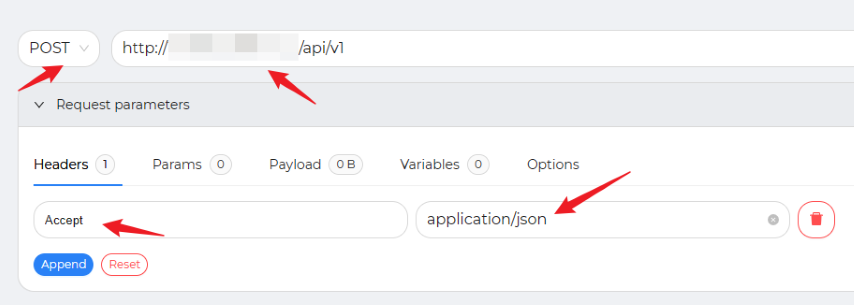 POST http:// /api/v1
Request parameters
Headers 1 Params 0 Payload 0 B Variables 0 Options
Accept application/json
Append Reset